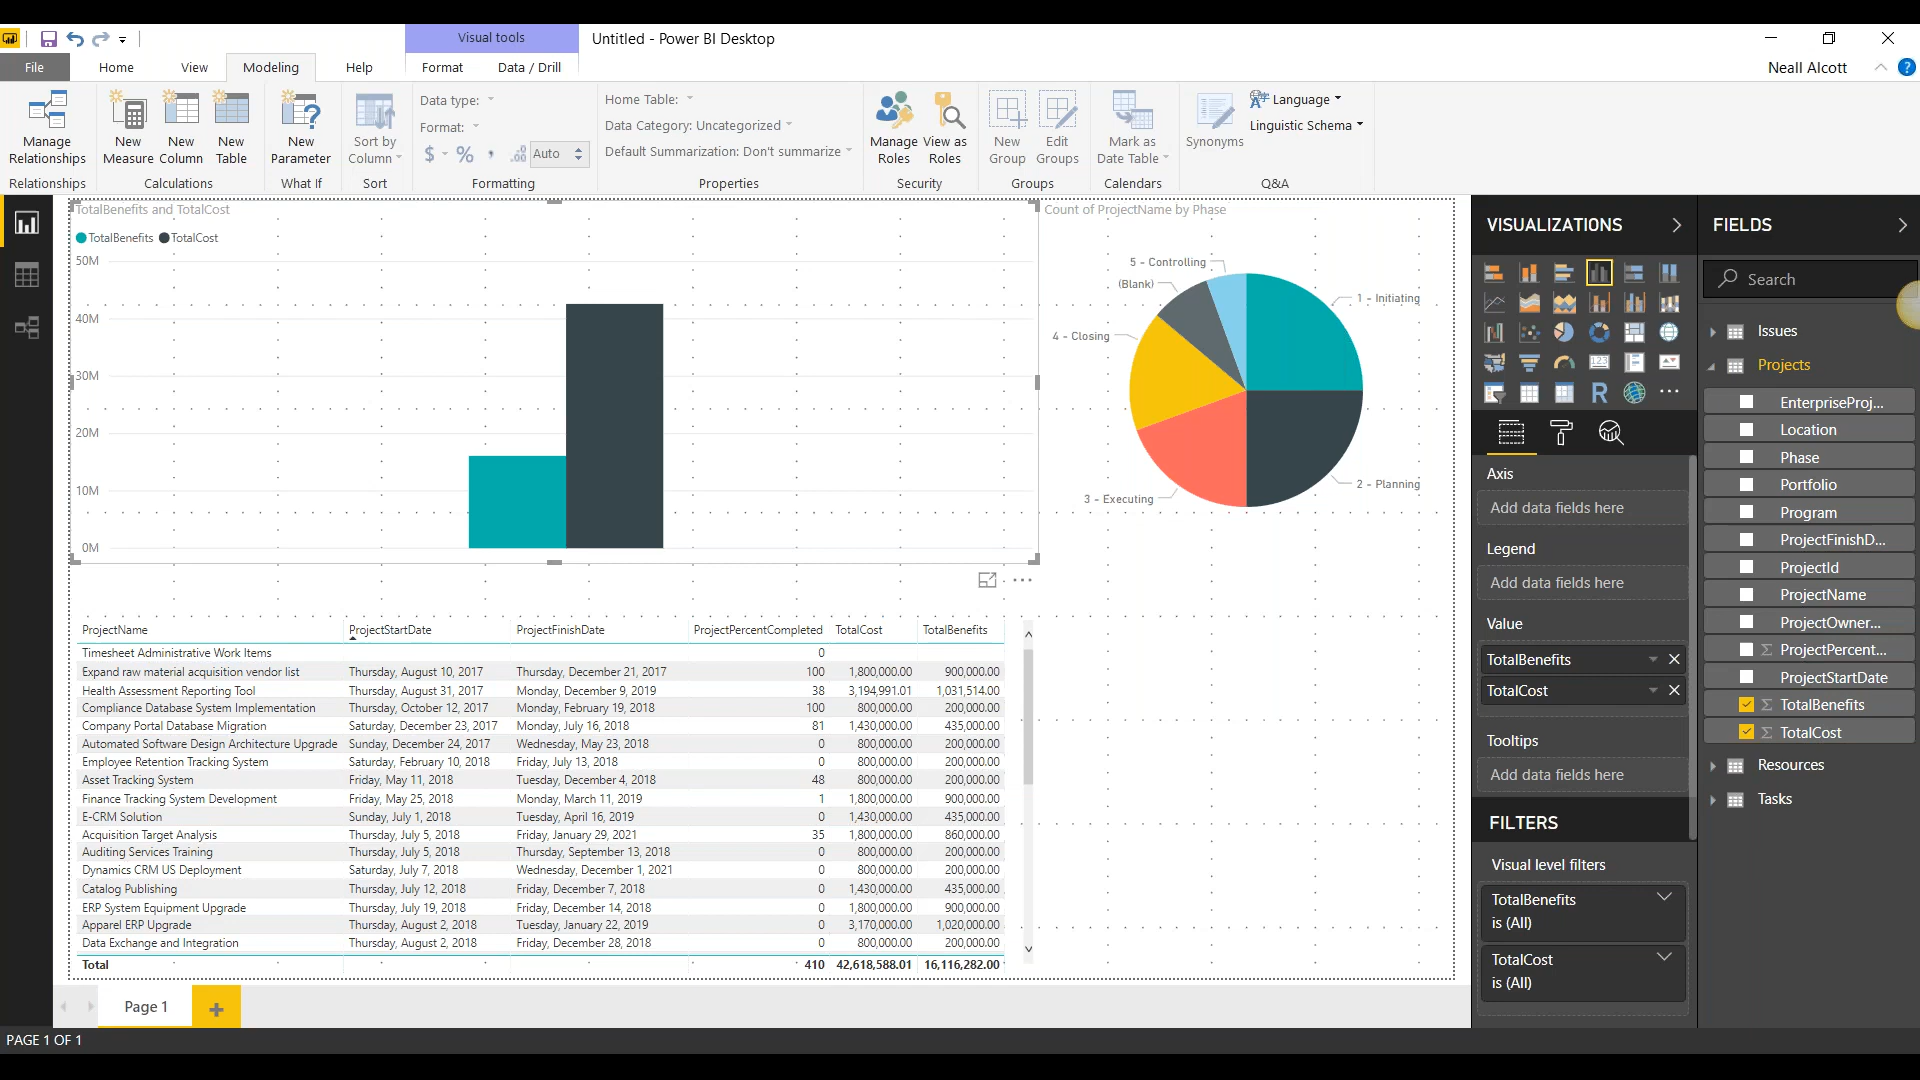 Visual tools
Untitled - Power BI Desktop
File
Home
View
Modeling
Help
Format
Data / Drill
Neall Alcott
?
Manage Relationships
New Measure
New Column
New Table
New Parameter
Sort by Column
Data type:
Format:
$ % , .00 Auto
Home Table:
Data Category: Uncategorized
Default Summarization: Don't summarize
Manage Roles
View as Roles
New Group
Edit Groups
Mark as Date Table
Synonyms
Language
Linguistic Schema
Relationships
Calculations
What If
Sort
Formatting
Properties
Security
Groups
Calendars
Q&A
TotalBenefits and TotalCost
TotalBenefits TotalCost
50M
40M
30M
20M
10M
0M
Count of ProjectName by Phase
5 - Controlling
(Blank)
1 - Initiating
4 - Closing
2 - Planning
3 - Executing
ProjectName ProjectStartDate ProjectFinishDate ProjectPercentCompleted TotalCost TotalBenefits
Timesheet Administrative Work Items 0
Expand raw material acquisition vendor list Thursday, August 10, 2017 Thursday, December 21, 2017 100 1,800,000.00 900,000.00
Health Assessment Reporting Tool Thursday, August 31, 2017 Monday, December 9, 2019 38 3,194,991.01 1,031,514.00
Compliance Database System Implementation Thursday, October 12, 2017 Monday, February 19, 2018 100 800,000.00 200,000.00
Company Portal Database Migration Saturday, December 23, 2017 Monday, July 16, 2018 81 1,430,000.00 435,000.00
Automated Software Design Architecture Upgrade Sunday, December 24, 2017 Wednesday, May 23, 2018 0 800,000.00 200,000.00
Employee Retention Tracking System Saturday, February 10, 2018 Friday, July 13, 2018 0 800,000.00 200,000.00
Asset Tracking System Friday, May 11, 2018 Tuesday, December 4, 2018 48 800,000.00 200,000.00
Finance Tracking System Development Friday, May 25, 2018 Monday, March 11, 2019 1 1,800,000.00 900,000.00
E-CRM Solution Sunday, July 1, 2018 Tuesday, April 16, 2019 0 1,430,000.00 435,000.00
Acquisition Target Analysis Thursday, July 5, 2018 Friday, January 29, 2021 35 1,800,000.00 860,000.00
Auditing Services Training Thursday, July 5, 2018 Thursday, September 13, 2018 0 800,000.00 200,000.00
Dynamics CRM US Deployment Saturday, July 7, 2018 Wednesday, December 1, 2021 0 800,000.00 200,000.00
Catalog Publishing Thursday, July 12, 2018 Friday, December 7, 2018 0 1,430,000.00 435,000.00
ERP System Equipment Upgrade Thursday, July 19, 2018 Friday, December 14, 2018 0 1,800,000.00 900,000.00
Apparel ERP Upgrade Thursday, August 2, 2018 Tuesday, January 22, 2019 0 3,170,000.00 1,020,000.00
Data Exchange and Integration Thursday, August 2, 2018 Friday, December 28, 2018 0 800,000.00 200,000.00
Total 410 42,618,588.01 16,116,282.00
Page 1
PAGE 1 OF 1
VISUALIZATIONS
123
R
Axis
Add data fields here
Legend
Add data fields here
Value
TotalBenefits
TotalCost
Tooltips
Add data fields here
FILTERS
Visual level filters
TotalBenefits
is (All)
TotalCost
is (All)
FIELDS
Search
Issues
Projects
EnterpriseProj...
Location
Phase
Portfolio
Program
ProjectFinishD...
ProjectId
ProjectName
ProjectOwner...
Σ ProjectPercent...
ProjectStartDate
Σ TotalBenefits
Σ TotalCost
Resources
Tasks